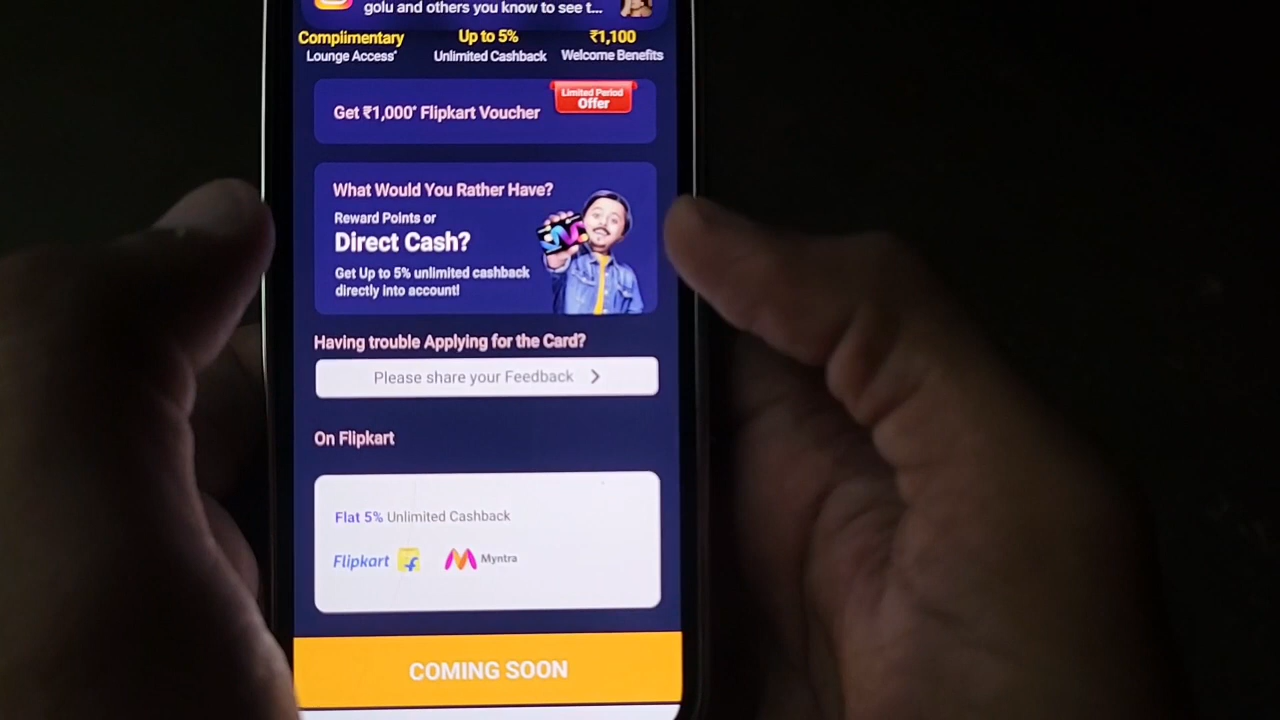 golu and others you know to see t...
Complimentary
Lounge Access*
Up to 5%
Unlimited Cashback
₹1,100
Welcome Benefits
Get ₹1,000* Flipkart Voucher
Limited Period
Offer
What Would You Rather Have?
Reward Points or
Direct Cash?
Get Up to 5% unlimited cashback
directly into account!
Having trouble Applying for the Card?
Please share your Feedback
On Flipkart
Flat 5% Unlimited Cashback
Flipkart
Myntra
COMING SOON